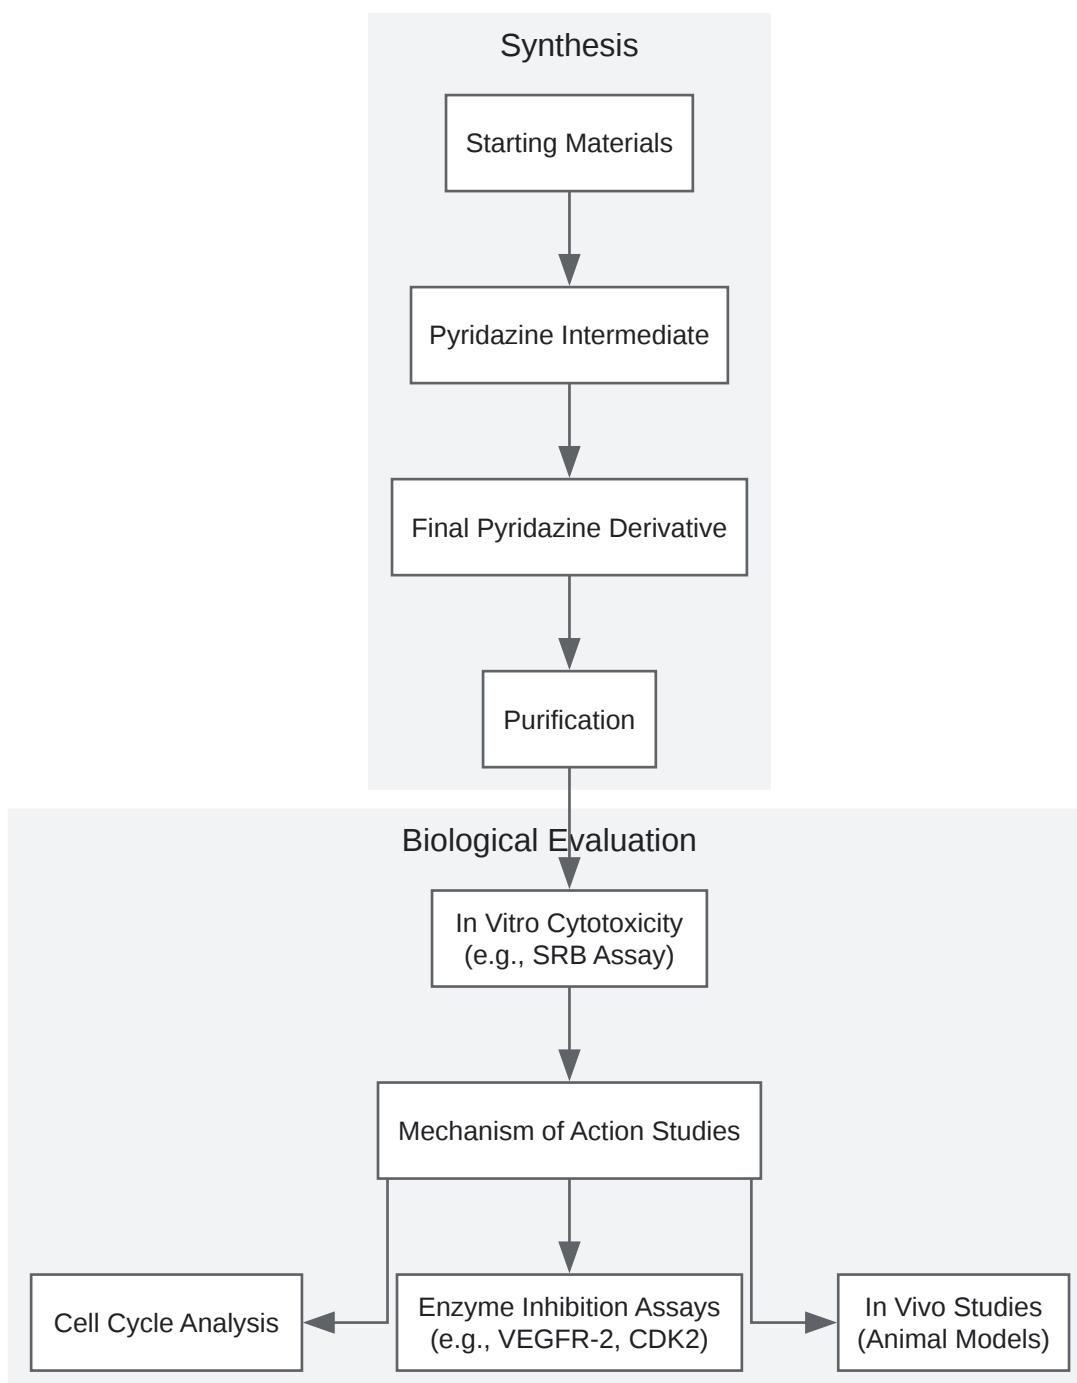 Synthesis
Starting Materials
Pyridazine Intermediate
Final Pyridazine Derivative
Purification
Biological Evaluation
In Vitro Cytotoxicity
(e.g., SRB Assay)
Mechanism of Action Studies
Cell Cycle Analysis
Enzyme Inhibition Assays
(e.g., VEGFR-2, CDK2)
In Vivo Studies
(Animal Models)